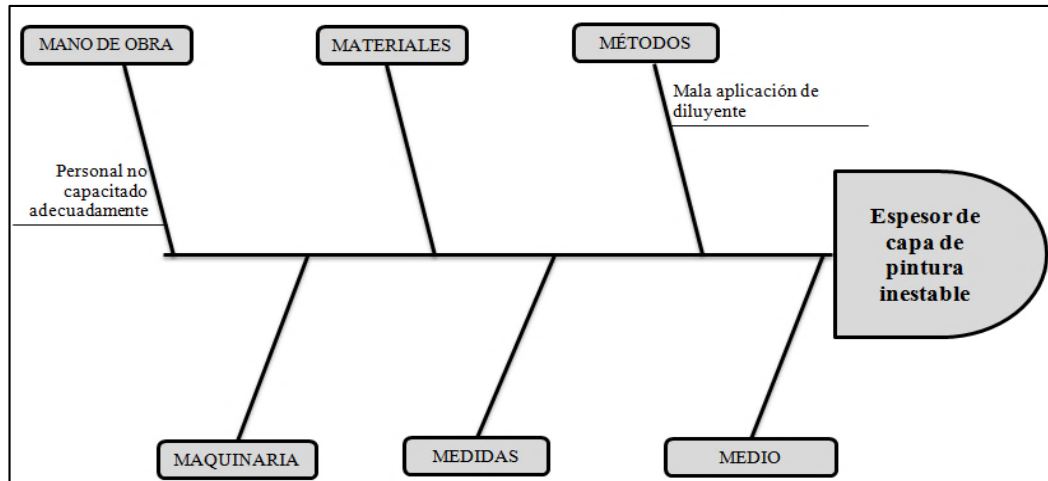 MANO DE OBRA
MATERIALES
MÉTODOS
Mala aplicación de
diluyente
Personal no
capacitado
adecuadamente
Espesor de
capa de
pintura
inestable
MAQUINARIA
MEDIDAS
MEDIO